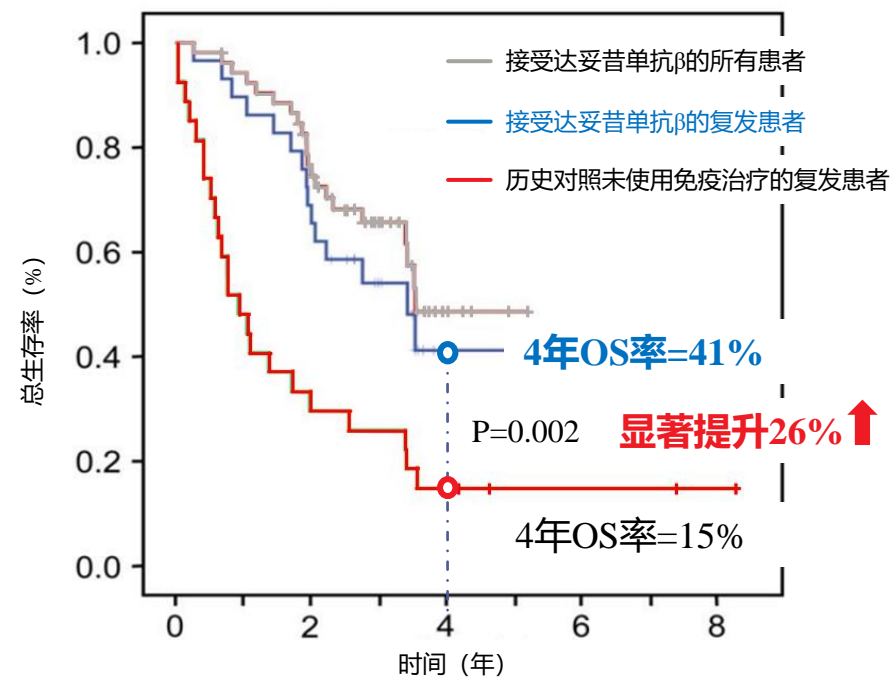 接受达妥昔单抗β的所有患者
接受达妥昔单抗β的复发患者
历史对照未使用免疫治疗的复发患者
总生存率（%）
1.0
0.8
0.6
0.4
0.2
0.0
4年OS率=41%
P=0.002
显著提升26%
4年OS率=15%
0
2
4
6
8
时间（年）